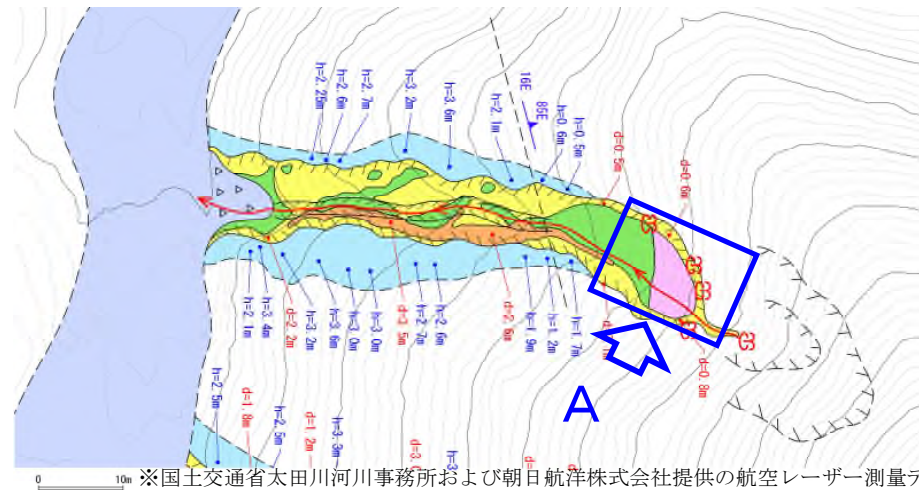 h=2. 25m
h=2. 6m
h=2. 7m
h=3. 2m
h=3. 6m
h=2. 1m
16E
85E
h=0. 6m
h=0. 5m
d=0. 5m
d=0. 6m
h=2. 1m
h=3. 4m
d=2. 2m
h=3. 2m
h=3. 6m
h=3. 0m
h=3. 0m
d=3. 5m
h=2. 7m
h=2. 6m
d=2. 6m
h=1. 9m
h=1. 2m
h=1. 7m
d=0. 8m
A
h=2. 5m
d=1. 8m
h=2. 5m
d=1. 2m
h=3. 3m
0 10m
※国土交通省太田川河川事務所および朝日航洋株式会社提供の航空レーザー測量デ